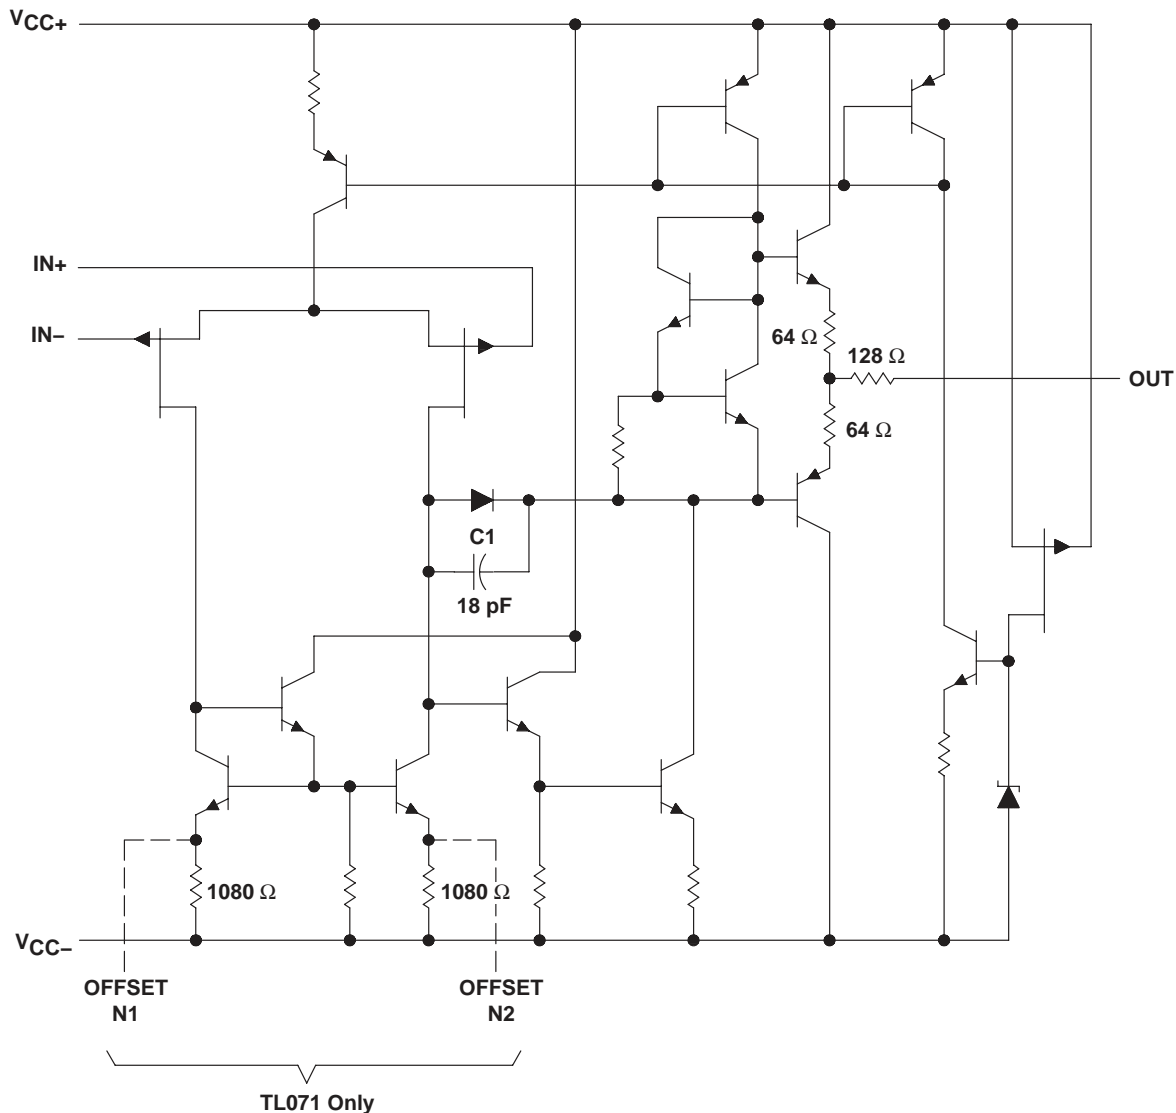 VCC+
IN+
IN−
64 Ω
128 Ω
OUT
64 Ω
C1
18 pF
1080 Ω
1080 Ω
VCC−
OFFSET
N1
OFFSET
N2
TL071 Only